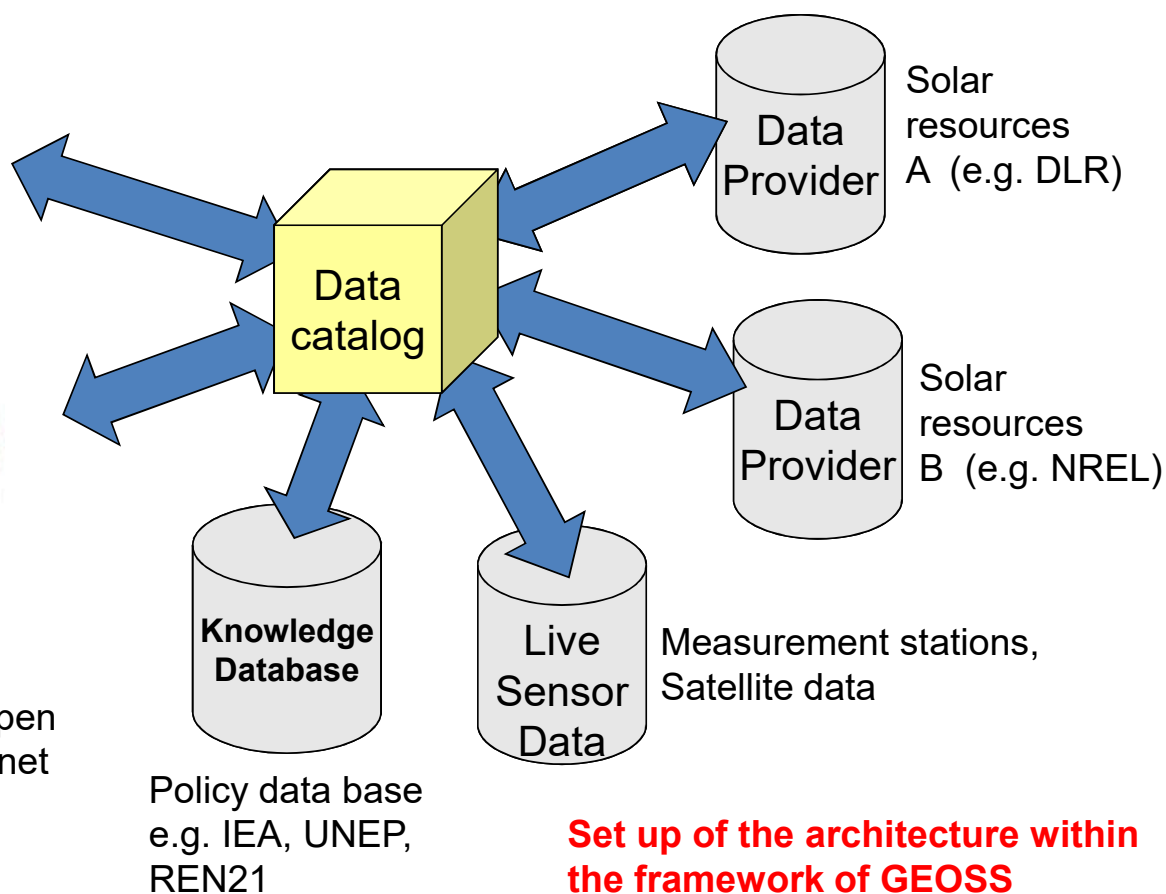 Solar
resources
A (e.g. DLR)
Data
Provider
Data
catalog
Solar
resources
B (e.g. NREL)
Data
Provider
Knowledge
Database
Live
Sensor
Data
Measurement stations,
Satellite data
pen
net
Policy data base
e.g. IEA, UNEP,
REN21
Set up of the architecture within
the framework of GEOSS